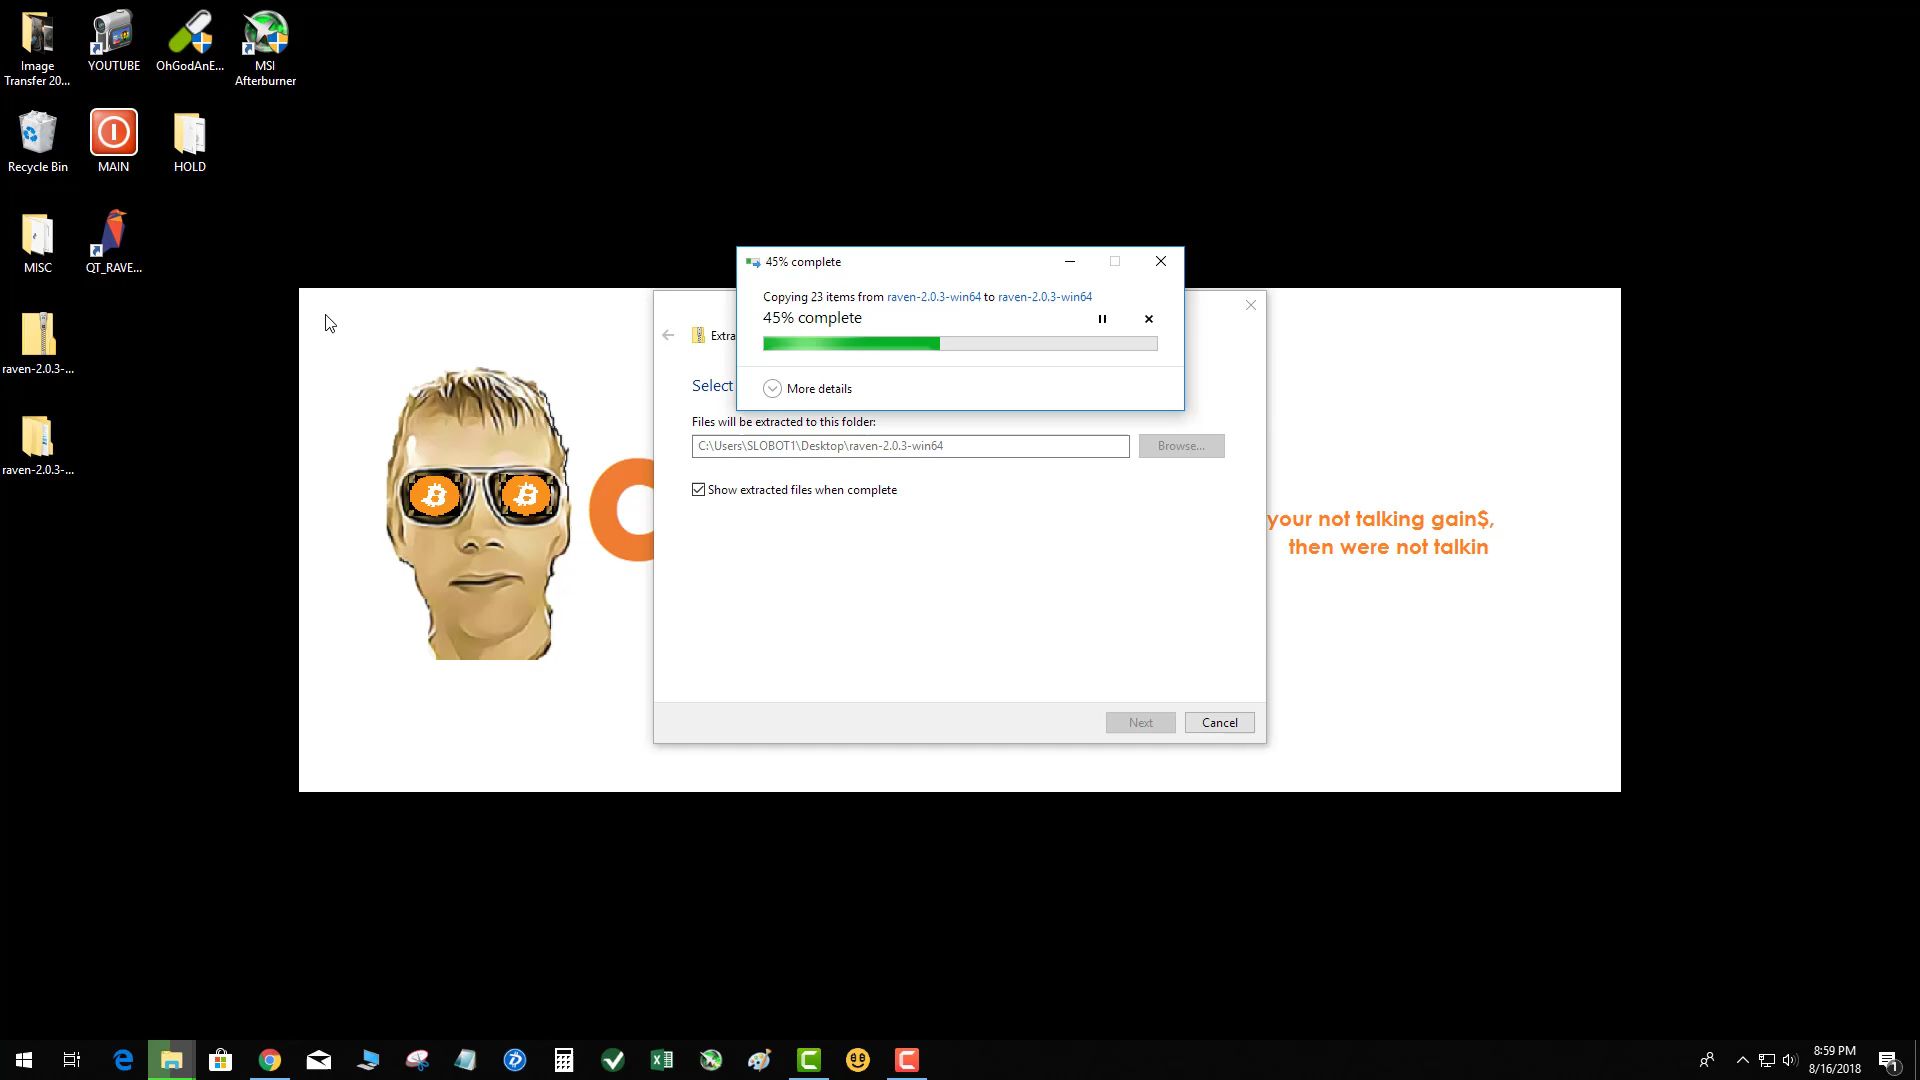 Image
Transfer 20...
YOUTUBE
OhGodAnE...
MSI
Afterburner
Recycle Bin
MAIN
HOLD
MISC
QT_RAVE...
raven-2.0.3-...
raven-2.0.3-...
45% complete
Copying 23 items from raven-2.0.3-win64 to raven-2.0.3-win64
45% complete
More details
Extra
Select
Files will be extracted to this folder:
C:\Users\SLOBOT1\Desktop\raven-2.0.3-win64
Browse...
Show extracted files when complete
Next
Cancel
C
your not talking gain$,
then were not talkin
8:59 PM
8/16/2018
1